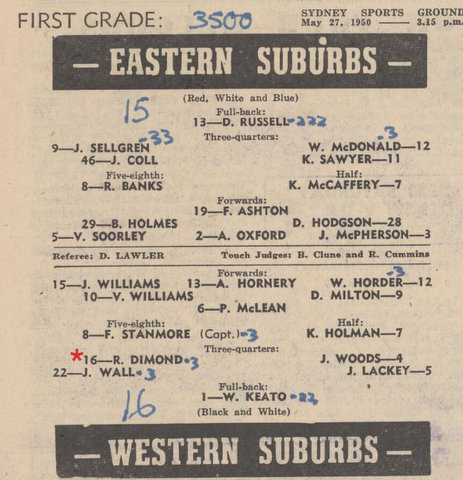 FIRST GRADE: 3500 SYDNEY SPORTS GROUND
May 27, 1950 —— 3.15 p.m.
— EASTERN SUBURBS —
(Red, White and Blue)
15
Full-back:
13—D. RUSSELL -222
Three-quarters:
9—J. SELLGREN -33 W. McDONALD—12 -3
46—J. COLL K. SAWYER—11
Five-eighth: Half:
8—R. BANKS K. McCAFFERY—7
Forwards:
19—F. ASHTON
29—B. HOLMES D. HODGSON—28
5—V. SOORLEY 2—A. OXFORD J. McPHERSON—3
Referee: D. LAWLER Touch Judges: B. Clune and R. Cummins
Forwards:
15—J. WILLIAMS 13—A. HORNERY W. HORDER—12 -3
10—V. WILLIAMS D. MILTON—9
6—P. McLEAN
Five-eighth: Half:
8—F. STANMORE (Capt.) -3 K. HOLMAN—7
Three-quarters:
*16—R. DIMOND -3 J. WOODS—4
22—J. WALL -3 J. LACKEY—5
Full-back:
16 1—W. KEATO -22
(Black and White)
— WESTERN SUBURBS —